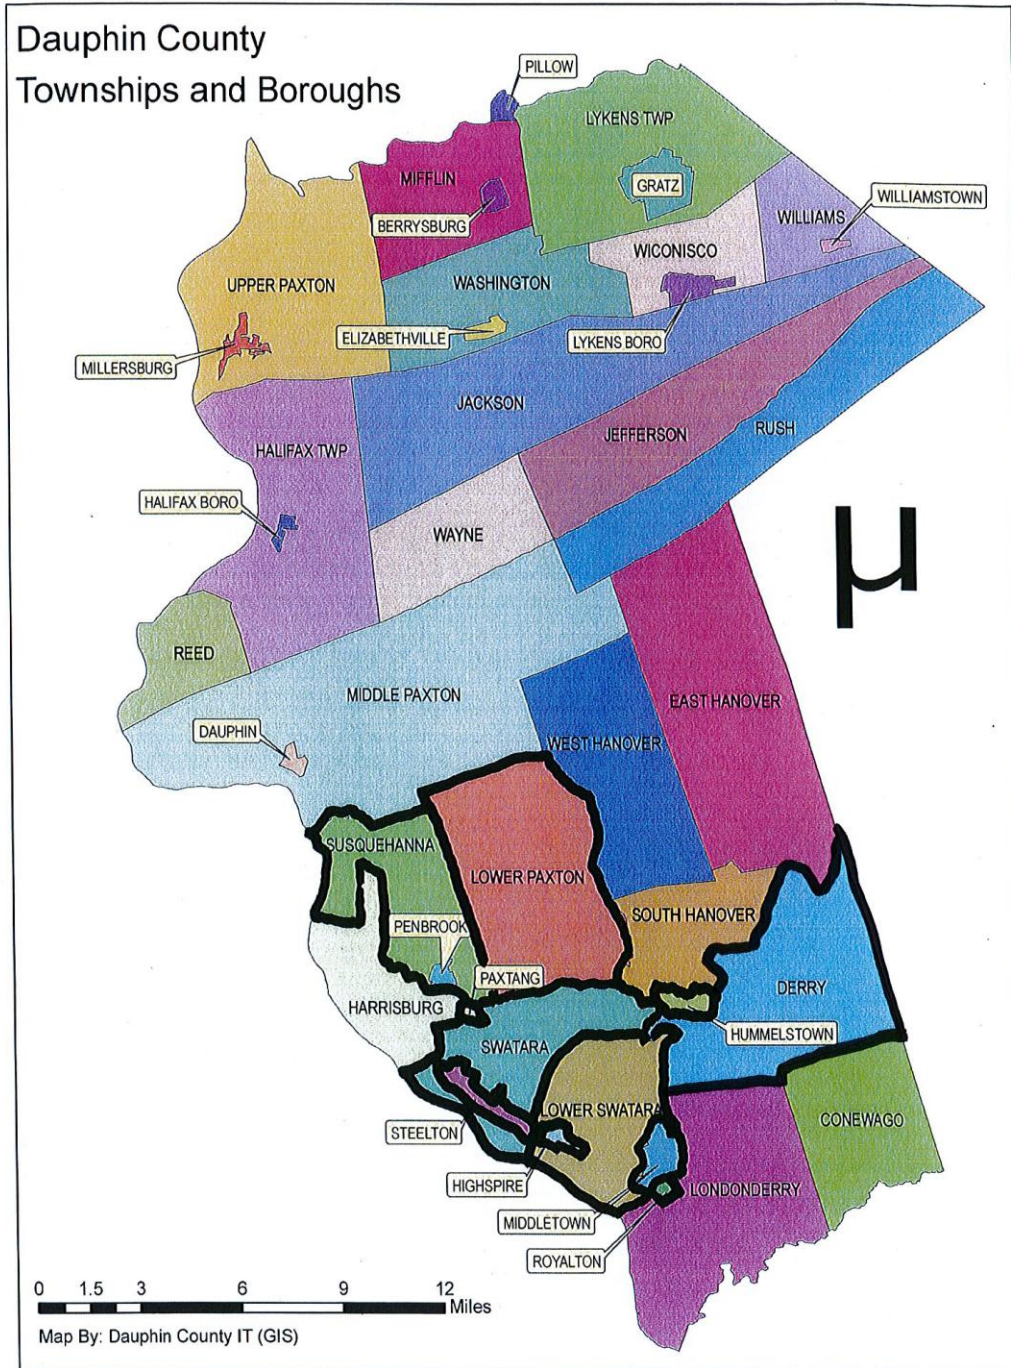 Dauphin County
Townships and Boroughs
PILLOW
LYKENS TWP
MIFFLIN
GRATZ
BERRYSBURG
WILLIAMSTOWN
WILLIAMS
WICONISCO
UPPER PAXTON
WASHINGTON
ELIZABETHVILLE
LYKENS BORO
MILLERSBURG
JACKSON
JEFFERSON
RUSH
HALIFAX TWP
HALIFAX BORO
WAYNE
µ
REED
MIDDLE PAXTON
EAST HANOVER
DAUPHIN
WEST HANOVER
SUSQUEHANNA
LOWER PAXTON
SOUTH HANOVER
PENBROOK
PAXTANG
DERRY
HARRISBURG
HUMMELSTOWN
SWATARA
LOWER SWATARA
CONEWAGO
STEELTON
HIGHSPIRE
LONDONDERRY
MIDDLETOWN
ROYALTON
0 1.5 3 6 9 12
Miles
Map By: Dauphin County IT (GIS)